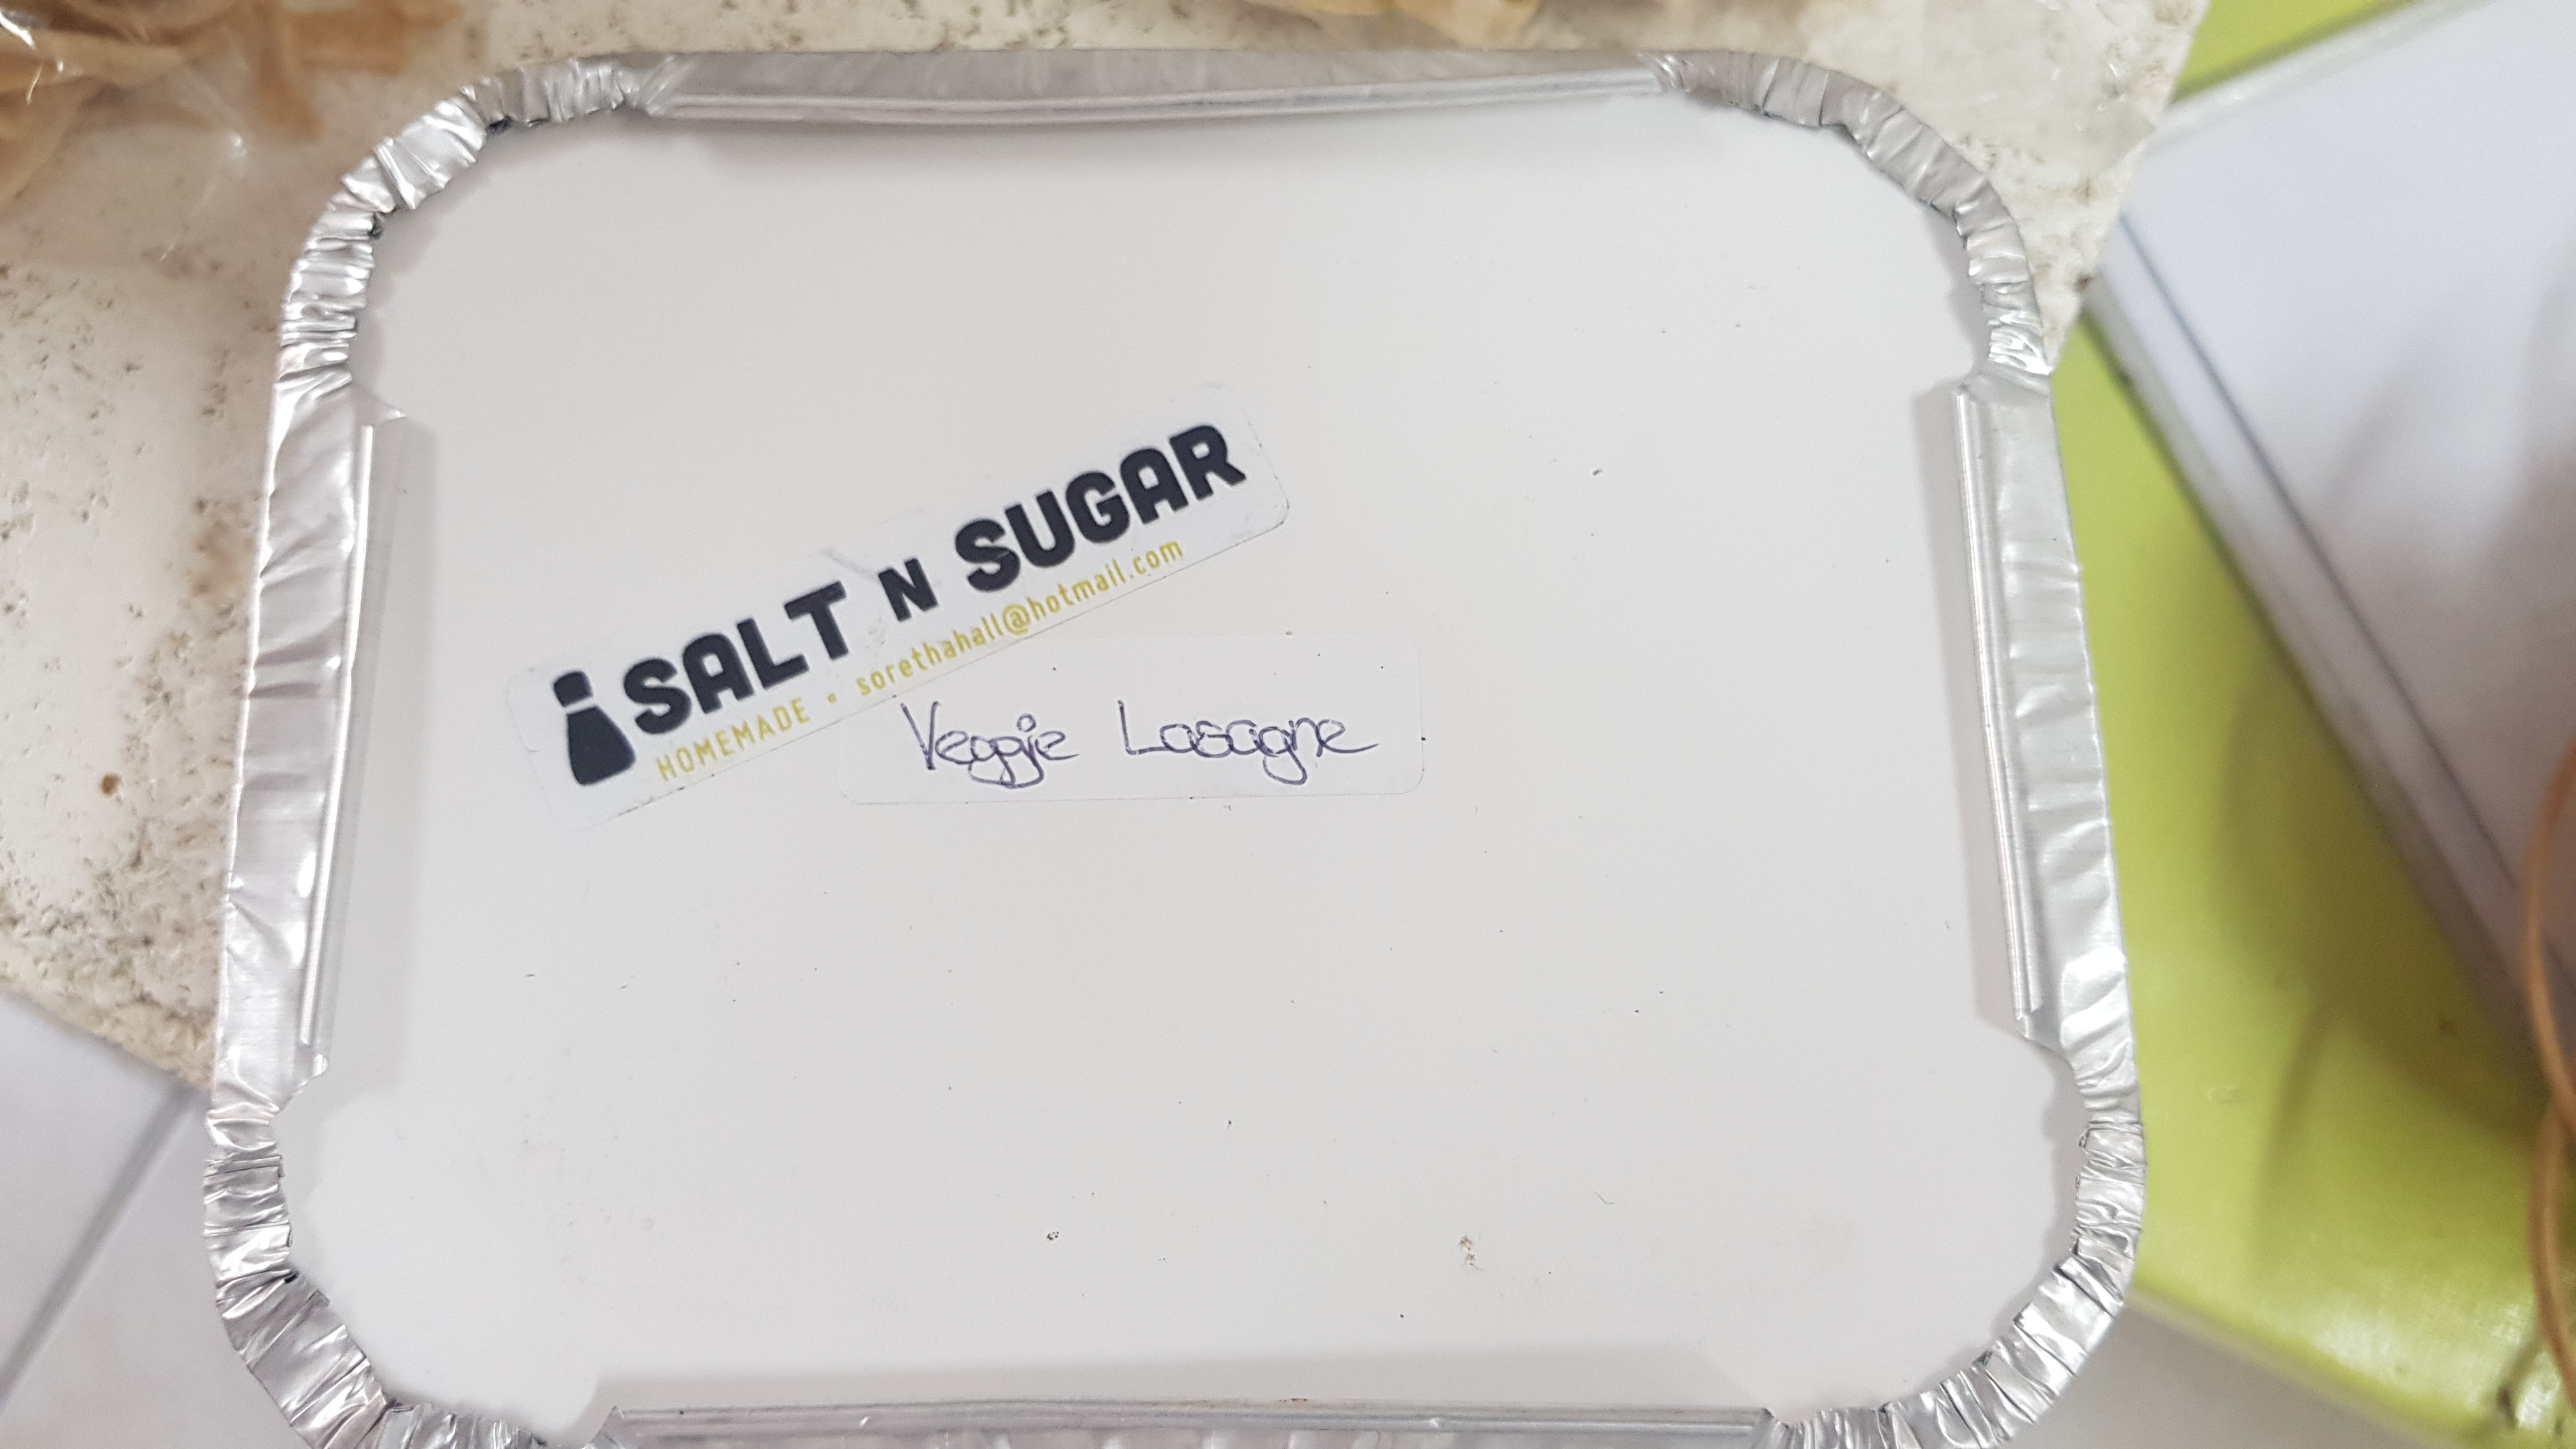 SALT N SUGAR
HOMEMADE • sorethahall@hotmail.com
Veggie Lasagne